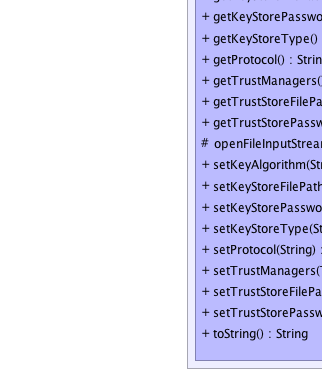 + getKeyStorePasswo
+ getKeyStoreType()
+ getProtocol() : Strin
+ getTrustManagers(
+ getTrustStoreFilePa
+ getTrustStorePassw
# openFileInputStrea
+ setKeyAlgorithm(St
+ setKeyStoreFilePath
+ setKeyStorePasswo
+ setKeyStoreType(St
+ setProtocol(String) :
+ setTrustManagers(T
+ setTrustStoreFilePa
+ setTrustStorePassw
+ toString() : String